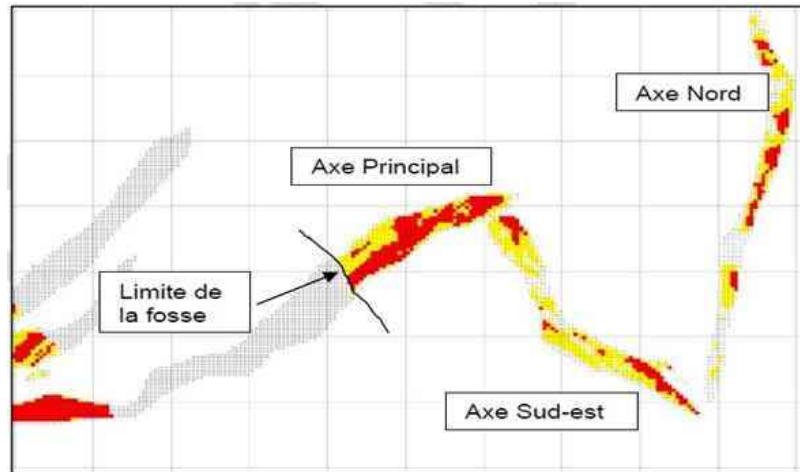 Axe Nord
Axe Principal
Limite de
la fosse
Axe Sud-est